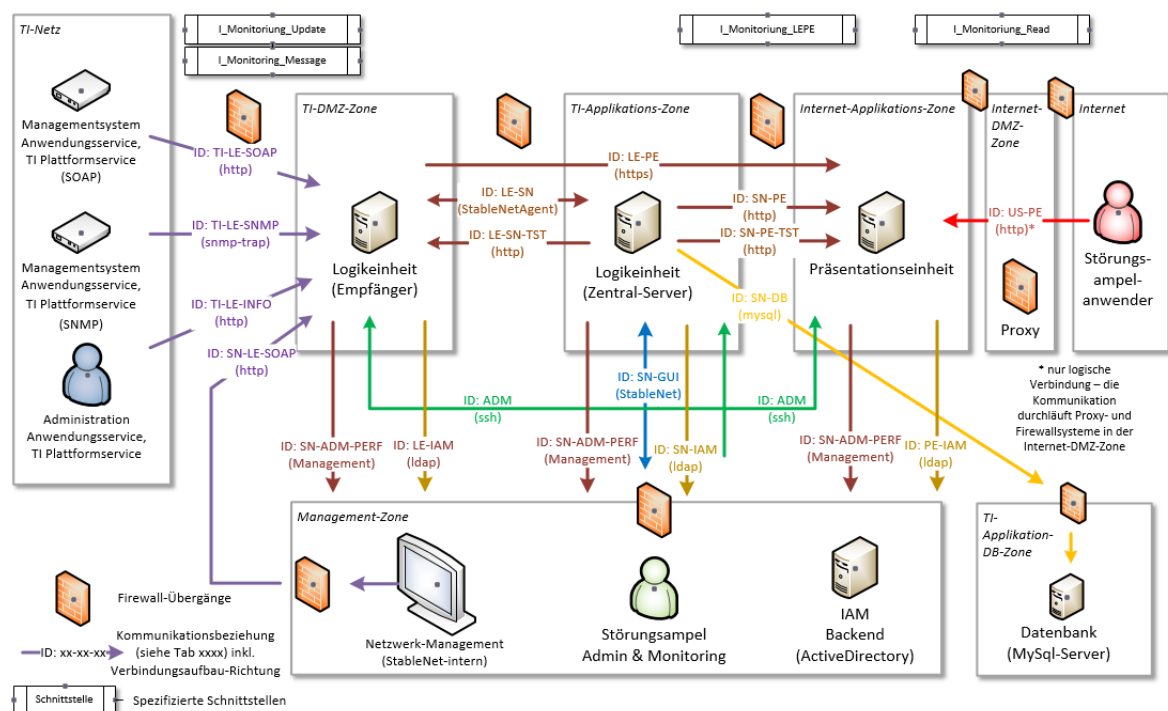 TI-Netz
I_Monitoriung_Update
I_Monitoring_Message
I_Monitoriung_LEPE
I_Monitoriung_Read
Managementsystem
Anwendungsservice,
TI Plattformservice
(SOAP)
Managementsystem
Anwendungsservice,
TI Plattformservice
(SNMP)
Administration
Anwendungsservice,
TI Plattformservice
ID: TI-LE-SOAP
(http)
ID: TI-LE-SNMP
(snmp-trap)
ID: TI-LE-INFO
(http)
ID: SN-LE-SOAP
(http)
TI-DMZ-Zone
Logikeinheit
(Empfänger)
ID: LE-PE
(https)
ID: LE-SN
(StableNetAgent)
ID: LE-SN-TST
(http)
TI-Applikations-Zone
Logikeinheit
(Zentral-Server)
ID: SN-PE
(http)
ID: SN-PE-TST
(http)
ID: SN-DB
(mysql)
Internet-Applikations-Zone
Präsentationseinheit
Internet-
DMZ-
Zone
Proxy
ID: US-PE
(http)*
Internet
Störungs-
ampel-
anwender
* nur logische
Verbindung – die
Kommunikation
durchläuft Proxy- und
Firewallsysteme in der
Internet-DMZ-Zone
ID: SN-GUI
(StableNet)
ID: ADM
(ssh)
ID: ADM
(ssh)
ID: SN-ADM-PERF
(Management)
ID: LE-IAM
(ldap)
ID: SN-ADM-PERF
(Management)
ID: SN-IAM
(ldap)
ID: SN-ADM-PERF
(Management)
ID: PE-IAM
(ldap)
Management-Zone
Netzwerk-Management
(StableNet-intern)
Störungsampel
Admin & Monitoring
IAM
Backend
(ActiveDirectory)
TI-
Applikation-
DB-Zone
Datenbank
(MySql-Server)
Firewall-Übergänge
ID: xx-xx-xx
Kommunikationsbeziehung
(siehe Tab xxxx) inkl.
Verbindungsaufbau-Richtung
Schnittstelle
Spezifizierte Schnittstellen